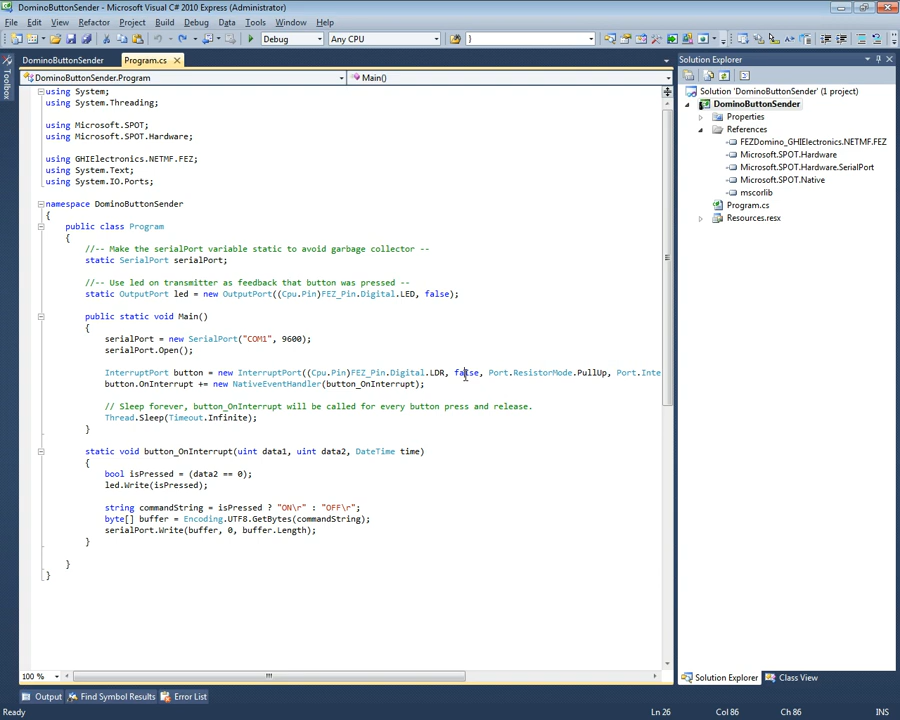 DominoButtonSender - Microsoft Visual C# 2010 Express (Administrator)
File Edit View Refactor Project Build Debug Data Tools Window Help
Debug Any CPU }
DominoButtonSender Program.cs
DominoButtonSender.Program Main()
using System;
using System.Threading;
using Microsoft.SPOT;
using Microsoft.SPOT.Hardware;
using GHIElectronics.NETMF.FEZ;
using System.Text;
using System.IO.Ports;
namespace DominoButtonSender
{
public class Program
{
//-- Make the serialPort variable static to avoid garbage collector --
static SerialPort serialPort;
//-- Use led on transmitter as feedback that button was pressed --
static OutputPort led = new OutputPort((Cpu.Pin)FEZ_Pin.Digital.LED, false);
public static void Main()
{
serialPort = new SerialPort("COM1", 9600);
serialPort.Open();
InterruptPort button = new InterruptPort((Cpu.Pin)FEZ_Pin.Digital.LDR, false, Port.ResistorMode.PullUp, Port.Inte
button.OnInterrupt += new NativeEventHandler(button_OnInterrupt);
// Sleep forever, button_OnInterrupt will be called for every button press and release.
Thread.Sleep(Timeout.Infinite);
}
static void button_OnInterrupt(uint data1, uint data2, DateTime time)
{
bool isPressed = (data2 == 0);
led.Write(isPressed);
string commandString = isPressed ? "ON\r" : "OFF\r";
byte[] buffer = Encoding.UTF8.GetBytes(commandString);
serialPort.Write(buffer, 0, buffer.Length);
}
}
}
100 %
Toolbox
Solution Explorer
Solution 'DominoButtonSender' (1 project)
DominoButtonSender
Properties
References
FEZDomino_GHIElectronics.NETMF.FEZ
Microsoft.SPOT.Hardware
Microsoft.SPOT.Hardware.SerialPort
Microsoft.SPOT.Native
mscorlib
Program.cs
Resources.resx
Solution Explorer Class View
Output Find Symbol Results Error List
Ready Ln 26 Col 86 Ch 86 INS